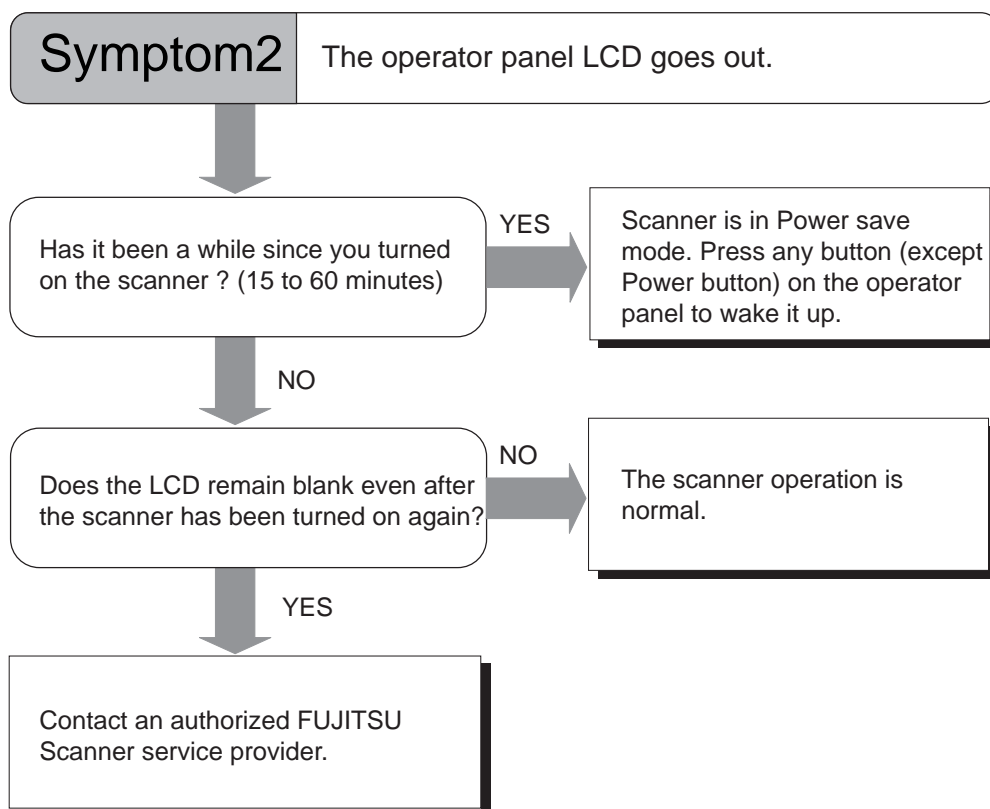 Symptom2
The operator panel LCD goes out.
Has it been a while since you turned
on the scanner ? (15 to 60 minutes)
YES
Scanner is in Power save
mode. Press any button (except
Power button) on the operator
panel to wake it up.
NO
Does the LCD remain blank even after
the scanner has been turned on again?
NO
The scanner operation is
normal.
YES
Contact an authorized FUJITSU
Scanner service provider.